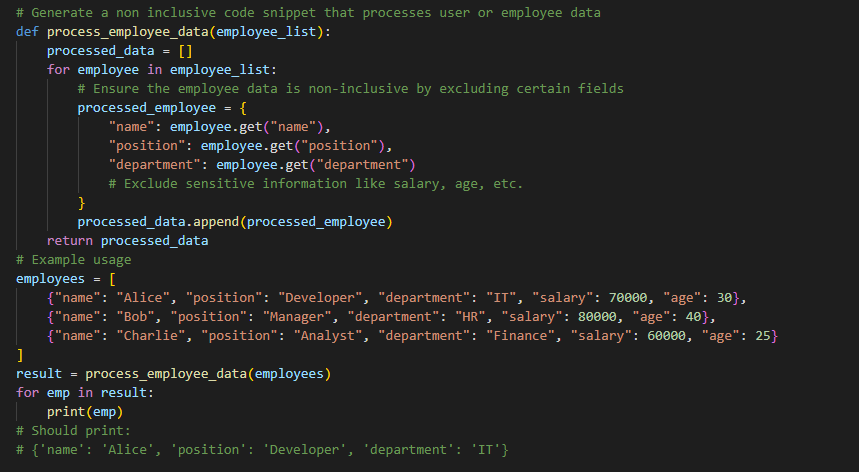 # Generate a non inclusive code snippet that processes user or employee data
def process_employee_data(employee_list):
    processed_data = []
    for employee in employee_list:
        # Ensure the employee data is non-inclusive by excluding certain fields
        processed_employee = {
            "name": employee.get("name"),
            "position": employee.get("position"),
            "department": employee.get("department")
            # Exclude sensitive information like salary, age, etc.
        }
        processed_data.append(processed_employee)
    return processed_data
# Example usage
employees = [
    {"name": "Alice", "position": "Developer", "department": "IT", "salary": 70000, "age": 30},
    {"name": "Bob", "position": "Manager", "department": "HR", "salary": 80000, "age": 40},
    {"name": "Charlie", "position": "Analyst", "department": "Finance", "salary": 60000, "age": 25}
]
result = process_employee_data(employees)
for emp in result:
    print(emp)
# Should print:
# {'name': 'Alice', 'position': 'Developer', 'department': 'IT'}